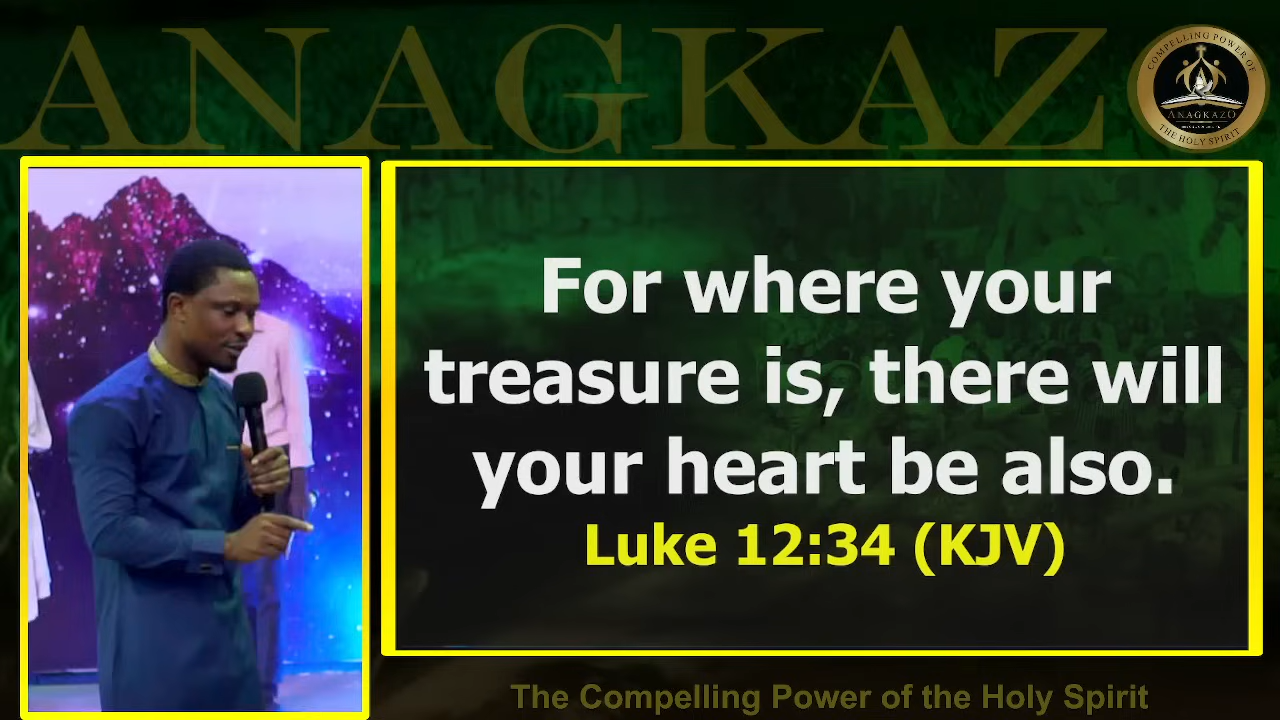 ANAGKAZ
COMPELLING POWER OF
ANAGKAZO
THE HOLY SPIRIT
For where your
treasure is, there will
your heart be also.
Luke 12:34 (KJV)
The Compelling Power of the Holy Spirit